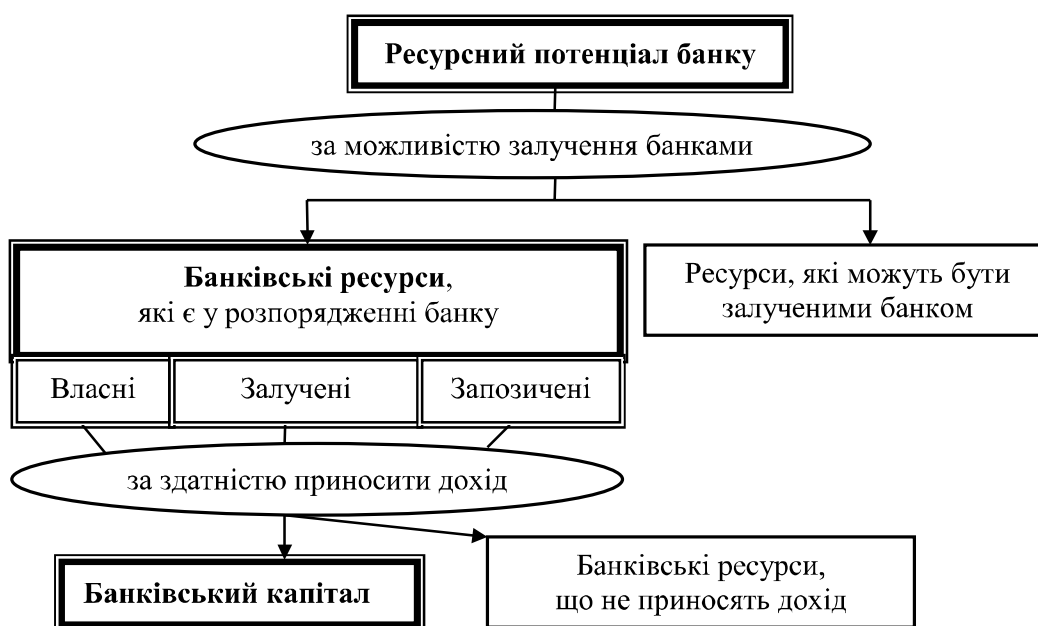 Ресурсний потенціал банку
за можливістю залучення банками
Банківські ресурси,
які є у розпорядженні банку
Ресурси, які можуть бути
залученими банком
Власні
Залучені
Запозичені
за здатністю приносити дохід
Банківський капітал
Банківські ресурси,
що не приносять дохід